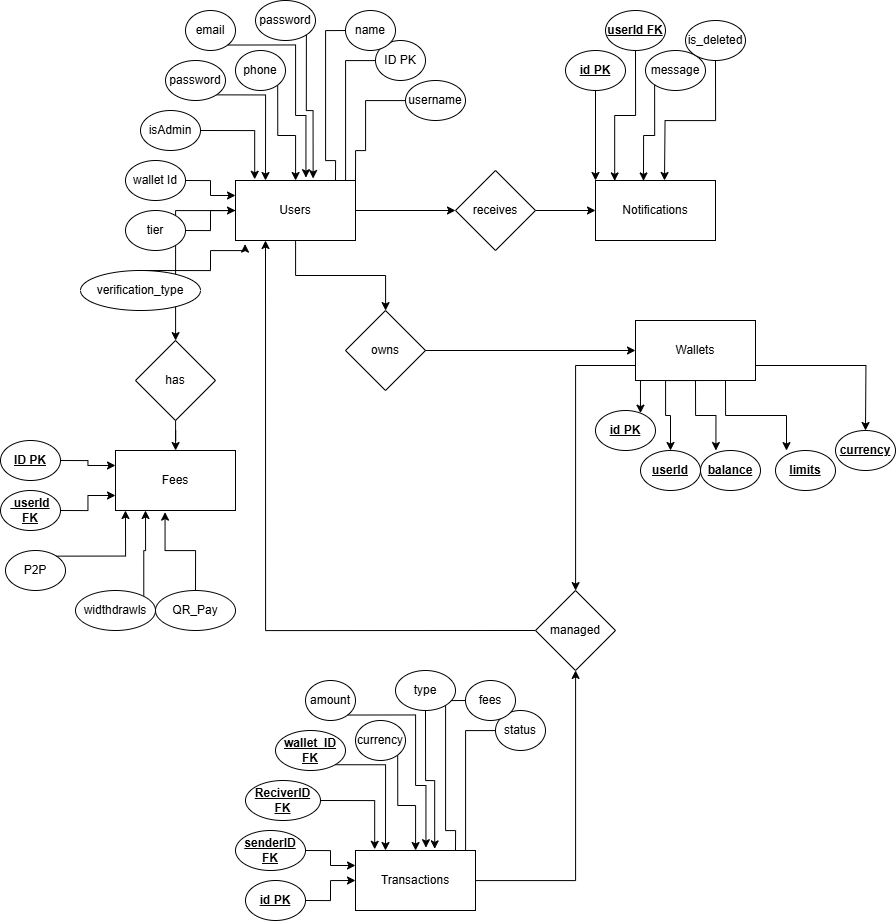 password
email
name
userId FK
is_deleted
ID PK
password
phone
id PK
message
username
isAdmin
wallet Id
Users
receives
Notifications
tier
verification_type
owns
Wallets
has
id PK
currency
ID PK
Fees
userId
balance
limits
userId
FK
P2P
widthdrawls
QR_Pay
managed
amount
type
fees
status
wallet_ID
FK
currency
ReciverID
FK
senderID
FK
Transactions
id PK